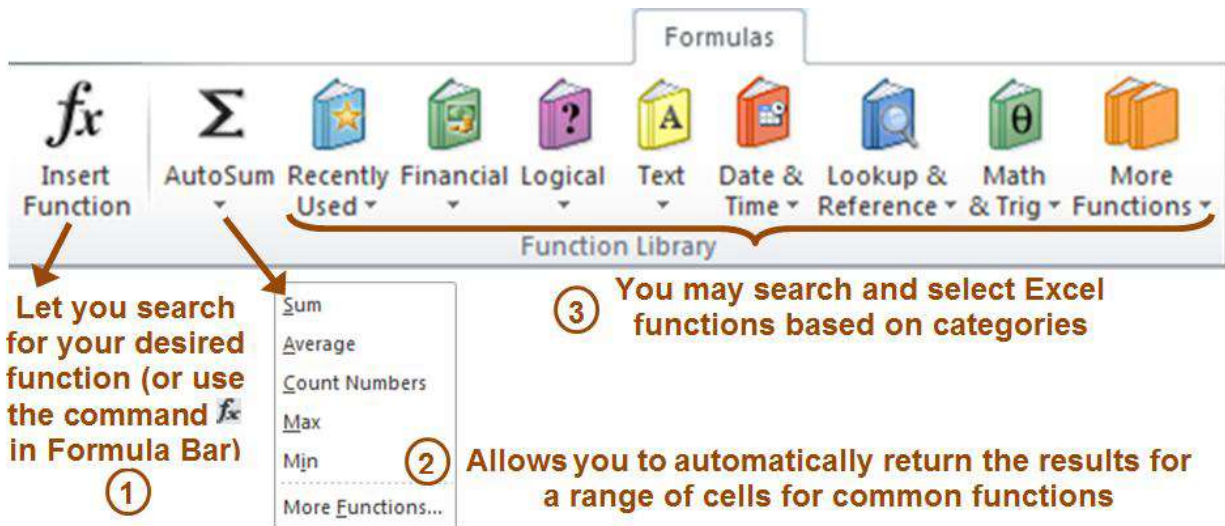 Formulas
fx
Σ
A
?
θ
Insert Function
AutoSum
Recently Used
Financial
Logical
Text
Date & Time
Lookup & Reference
Math & Trig
More Functions
Function Library
Let you search
for your desired
function (or use
the command fx
in Formula Bar)
1
Sum
Average
Count Numbers
Max
Min
More Functions...
2
Allows you to automatically return the results for
a range of cells for common functions
3
You may search and select Excel
functions based on categories